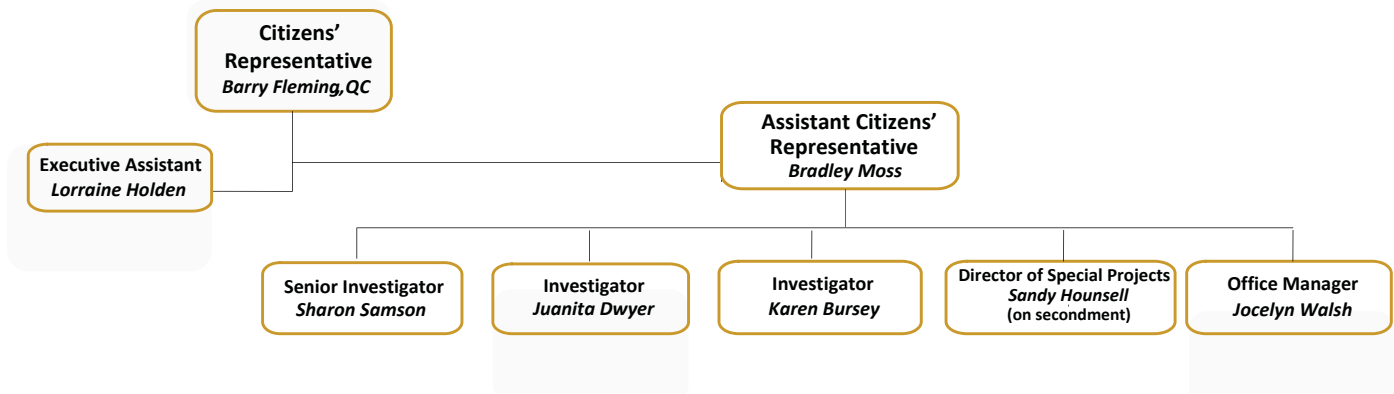 Citizens’
Representative
Barry Fleming,QC
Assistant Citizens’
Representative
Bradley Moss
Executive Assistant
Lorraine Holden
Senior Investigator
Sharon Samson
Investigator
Juanita Dwyer
Investigator
Karen Bursey
Director of Special Projects
Sandy Hounsell
(on secondment)
Office Manager
Jocelyn Walsh